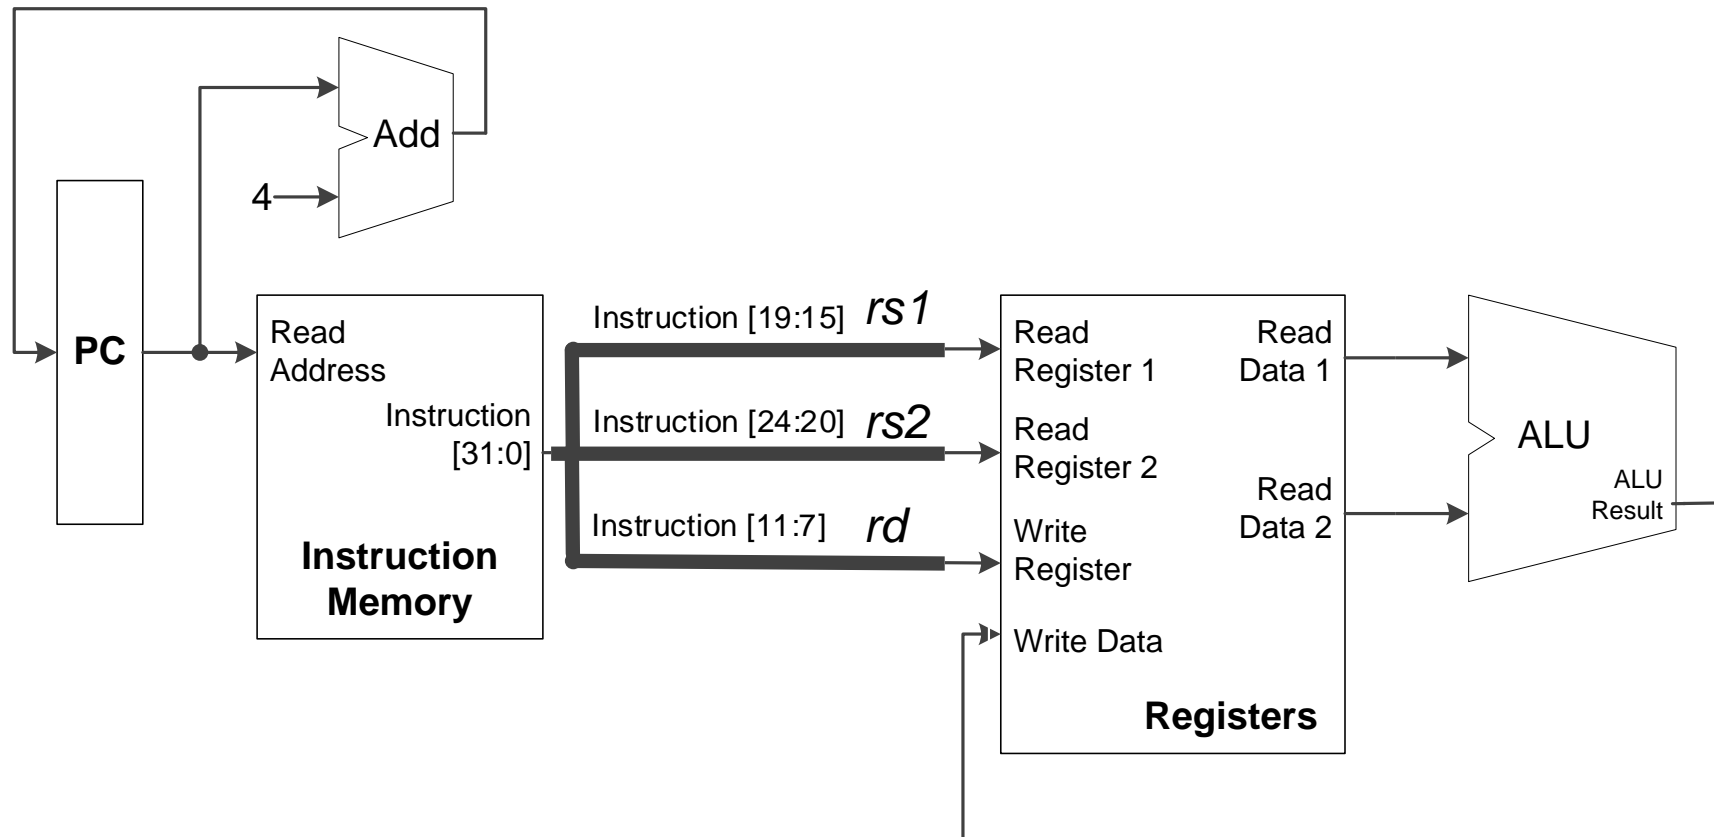 Add
4
PC
Read
Address
Instruction
[31:0]
Instruction
Memory
Instruction [19:15] rs1
Instruction [24:20] rs2
Instruction [11:7] rd
Read
Register 1
Read
Register 2
Write
Register
Write Data
Read
Data 1
Read
Data 2
Registers
ALU
ALU
Result